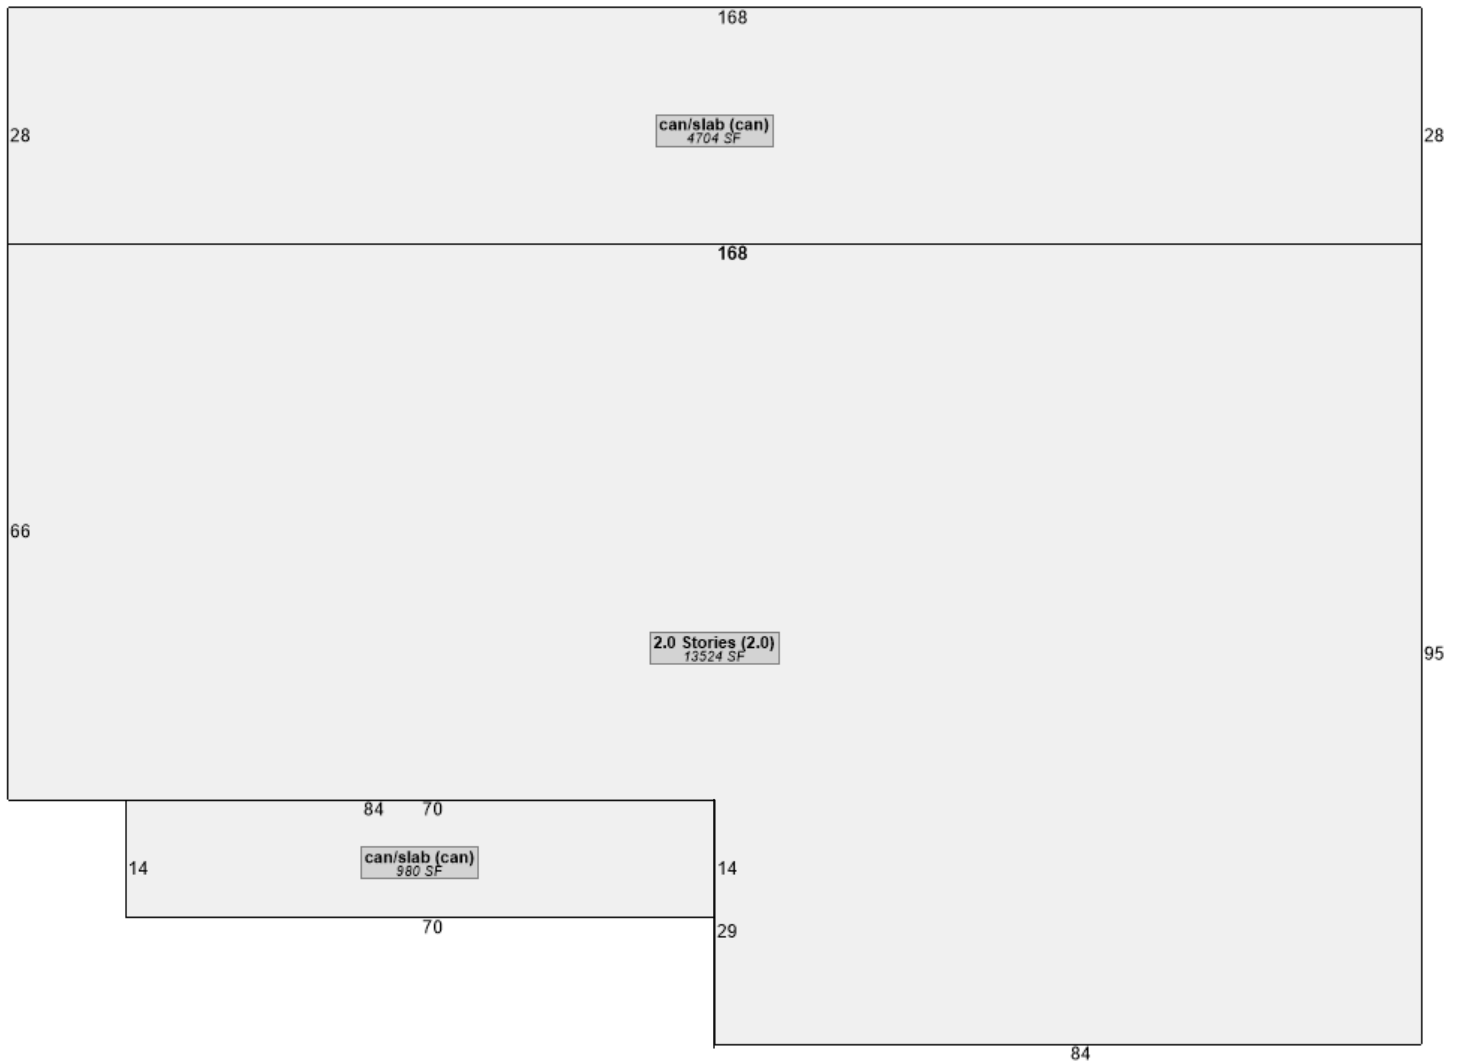 168
28
can/slab (can)
4704 SF
28
168
66
2.0 Stories (2.0)
13524 SF
95
84 70
14
can/slab (can)
980 SF
14
70
29
84